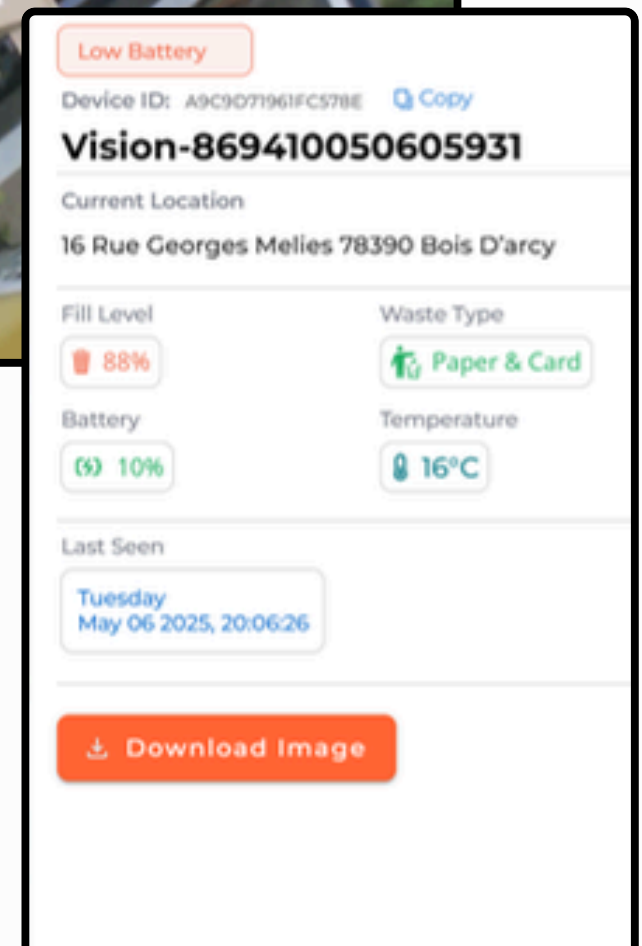 Low Battery
Device ID: A9C9D71961FC578E Copy
Vision-869410050605931
Current Location
16 Rue Georges Melies 78390 Bois D'arcy
Fill Level Waste Type
88% Paper & Card
Battery Temperature
10% 16°C
Last Seen
Tuesday
May 06 2025, 20:06:26
Download Image